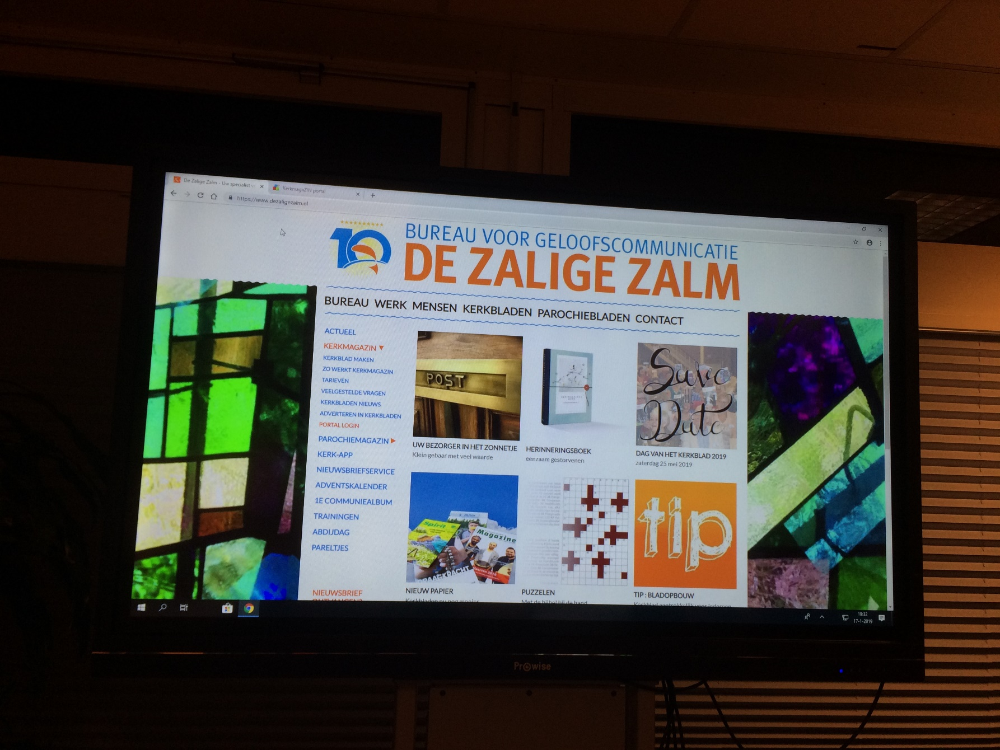 De Zalige Zalm - Uw specialist v
KerkmagaZIN portal
https://www.dezaligezalm.nl
10
BUREAU VOOR GELOOFSCOMMUNICATIE
DE ZALIGE ZALM
BUREAU WERK MENSEN KERKBLADEN PAROCHIEBLADEN CONTACT
ACTUEEL
KERKMAGAZIN
KERKBLAD MAKEN
ZO WERKT KERKMAGAZIN
TARIEVEN
VEELGESTELDE VRAGEN
KERKBLADEN NIEUWS
ADVERTEREN IN KERKBLADEN
PORTAL LOGIN
PAROCHIEMAGAZIN
KERK-APP
NIEUWSBRIEFSERVICE
ADVENTSKALENDER
1E COMMUNIEALBUM
TRAININGEN
ABDIJDAG
PARELTJES
NIEUWSBRIEF
ONTVANGEN?
POST
UW BEZORGER IN HET ZONNETJE
Klein gebaar met veel waarde
HERINNERINGSBOEK
eenzaam gestorvenen
Save
the
Date
DAG VAN HET KERKBLAD 2019
zaterdag 25 mei 2019
Spirit
Magazine
DRAAGKRACHT
Maarten 2018
NIEUW PAPIER
Kerkbladen nu nog mooier
PUZZELEN
Met de bijbel bij de hand
tip
TIP : BLADOPBOUW
Kerkblad aantrekkelijk voor iedereen
19:32
17-1-2019
Prowise